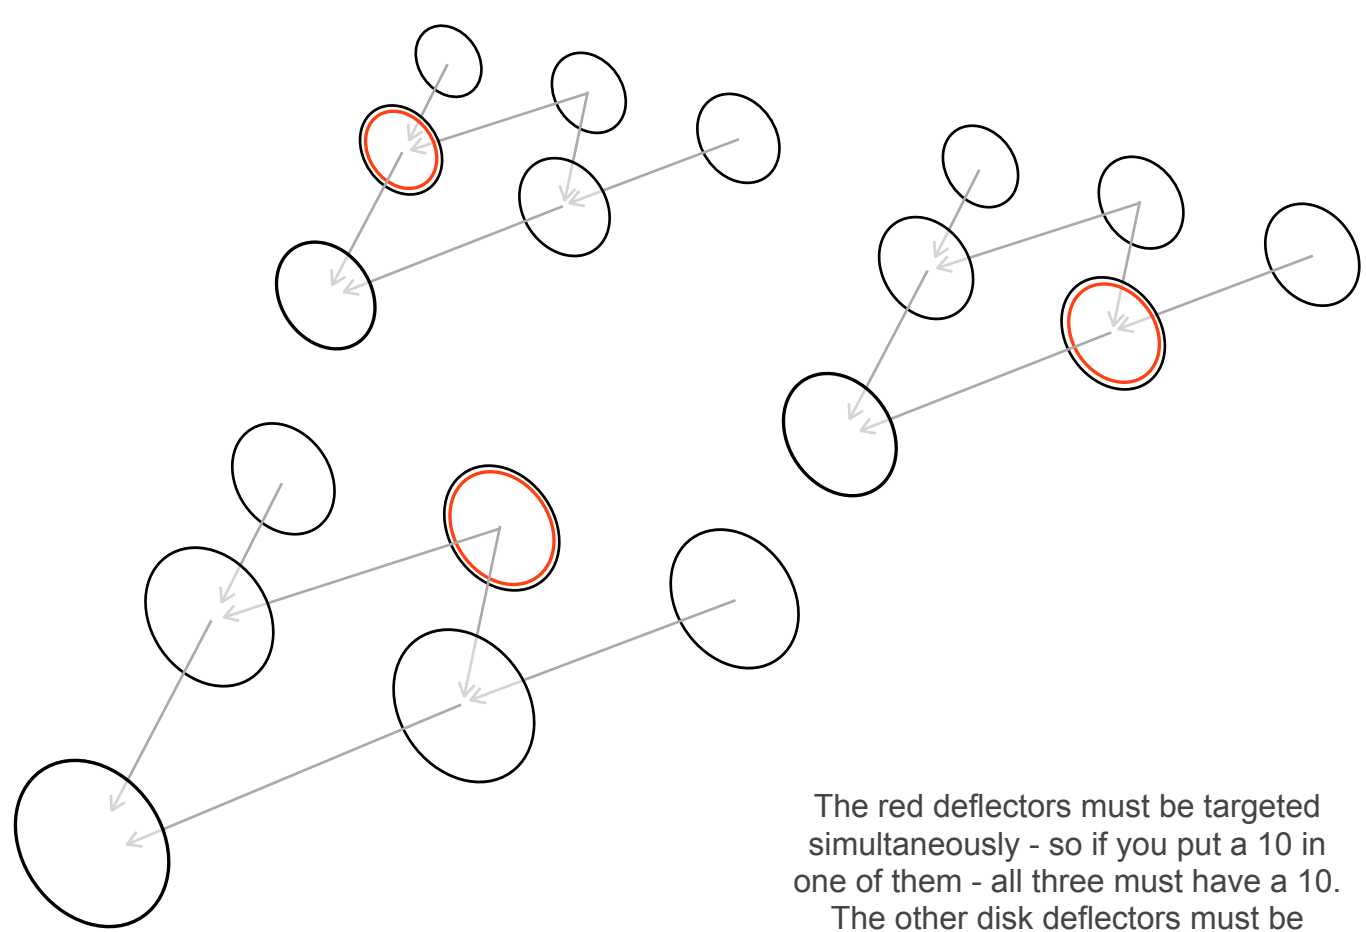 The red deflectors must be targeted
simultaneously - so if you put a 10 in
one of them - all three must have a 10.
The other disk deflectors must be